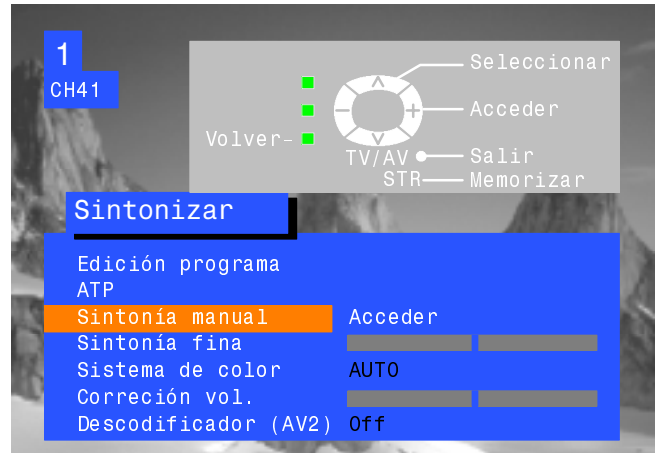 1
CH41
Seleccionar
Acceder
Volver
TV/AV Salir
STR Memorizar
Sintonizar
Edición programa
ATP
Sintonía manual Acceder
Sintonía fina
Sistema de color AUTO
Correción vol.
Descodificador (AV2) Off